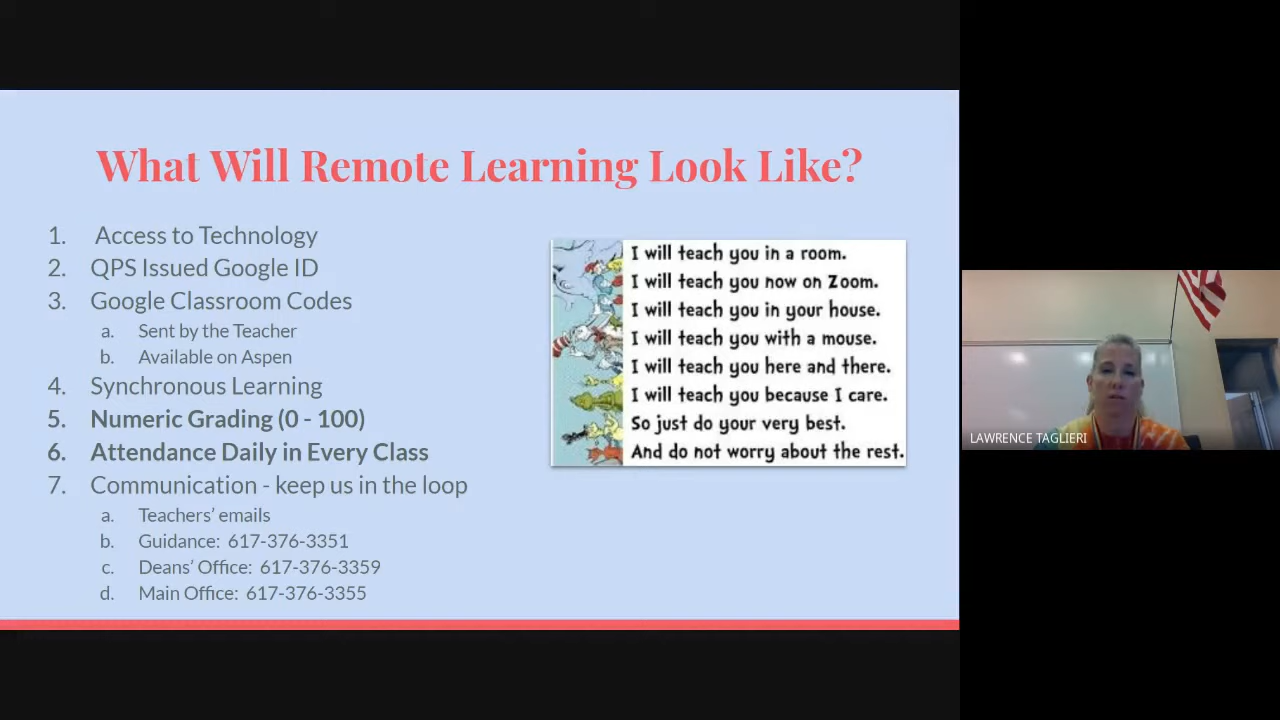 What Will Remote Learning Look Like?
1. Access to Technology
2. QPS Issued Google ID
3. Google Classroom Codes
a. Sent by the Teacher
b. Available on Aspen
4. Synchronous Learning
5. Numeric Grading (0 - 100)
6. Attendance Daily in Every Class
7. Communication - keep us in the loop
a. Teachers' emails
b. Guidance: 617-376-3351
c. Deans' Office: 617-376-3359
d. Main Office: 617-376-3355
I will teach you in a room.
I will teach you now on Zoom.
I will teach you in your house.
I will teach you with a mouse.
I will teach you here and there.
I will teach you because I care.
So just do your very best.
And do not worry about the rest.
LAWRENCE TAGLIERI